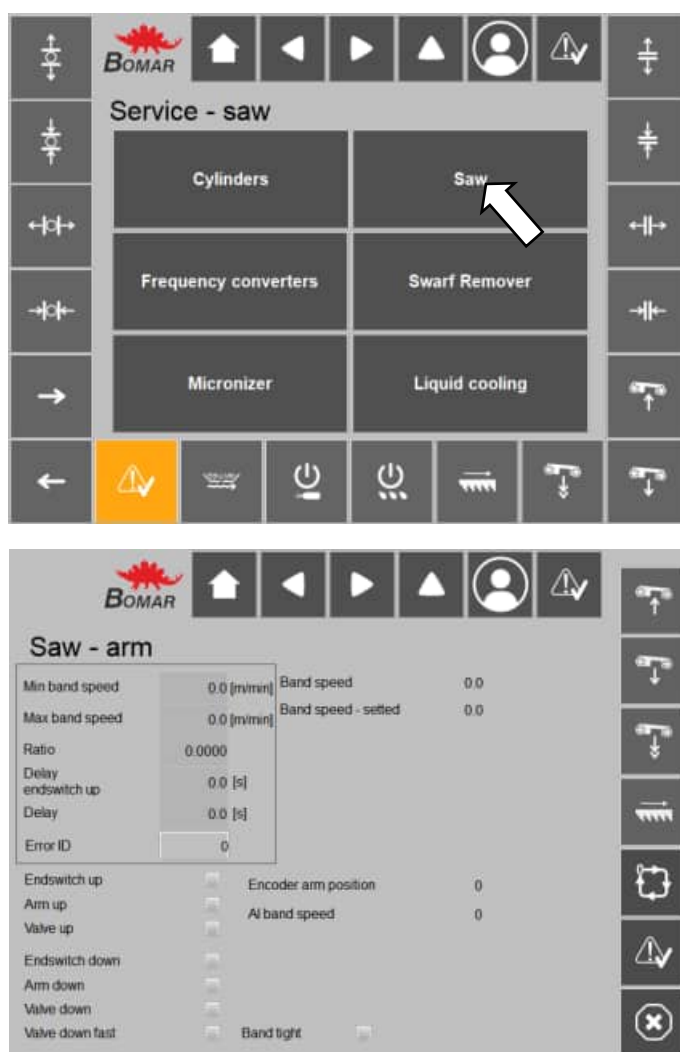 BOMAR
Service - saw
Cylinders
Saw
Frequency converters
Swarf Remover
Micronizer
Liquid cooling
BOMAR
Saw - arm
Min band speed 0.0 [m/min] Band speed 0.0
Max band speed 0.0 [m/min] Band speed - setted 0.0
Ratio 0.0000
Delay
endswitch up 0.0 [s]
Delay 0.0 [s]
Error ID 0
Endswitch up Encoder arm position 0
Arm up AI band speed 0
Valve up
Endswitch down
Arm down
Valve down
Valve down fast Band tight